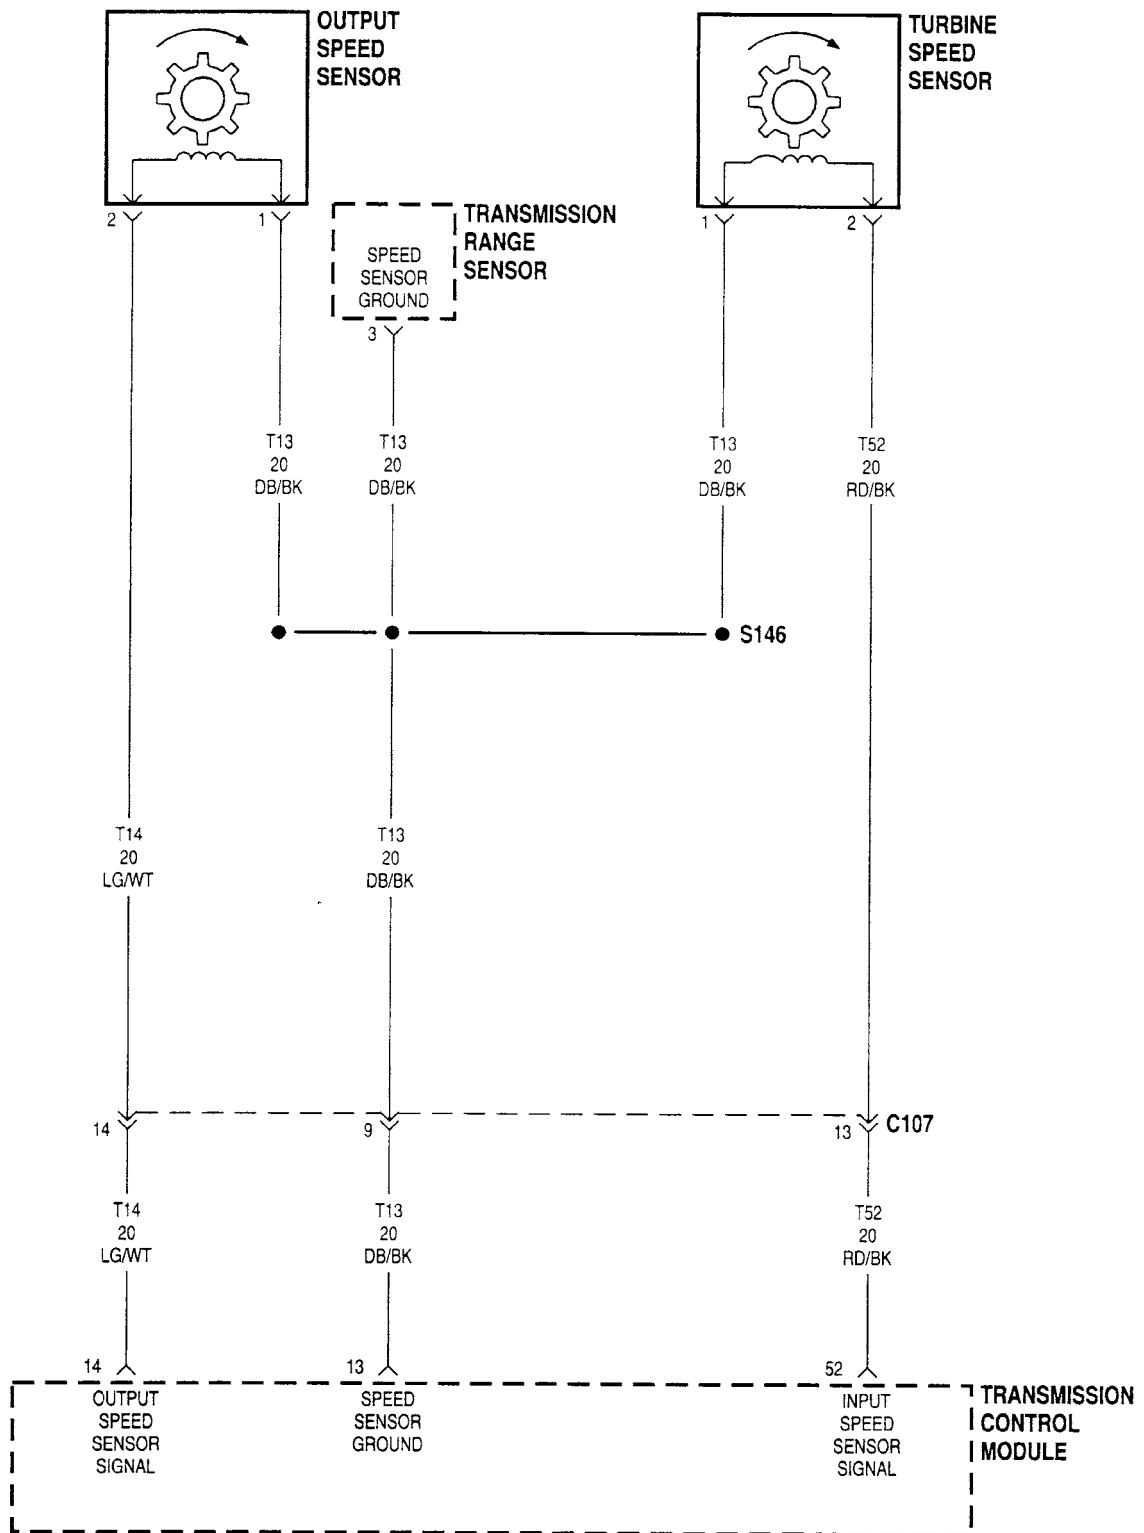 OUTPUT
SPEED
SENSOR
TURBINE
SPEED
SENSOR
2
1
TRANSMISSION
RANGE
SENSOR
SPEED
SENSOR
GROUND
3
1
2
T13
20
DB/BK
T13
20
DB/BK
T13
20
DB/BK
T52
20
RD/BK
S146
T14
20
LG/WT
T13
20
DB/BK
14
9
13
C107
T14
20
LG/WT
T13
20
DB/BK
T52
20
RD/BK
14
13
52
OUTPUT
SPEED
SENSOR
SIGNAL
SPEED
SENSOR
GROUND
INPUT
SPEED
SENSOR
SIGNAL
TRANSMISSION
CONTROL
MODULE